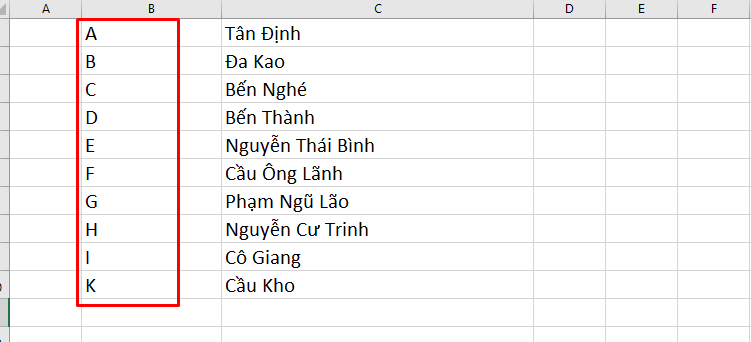 A B C D E F
A Tân Định
B Đa Kao
C Bến Nghé
D Bến Thành
E Nguyễn Thái Bình
F Cầu Ông Lãnh
G Phạm Ngũ Lão
H Nguyễn Cư Trinh
I Cô Giang
K Cầu Kho